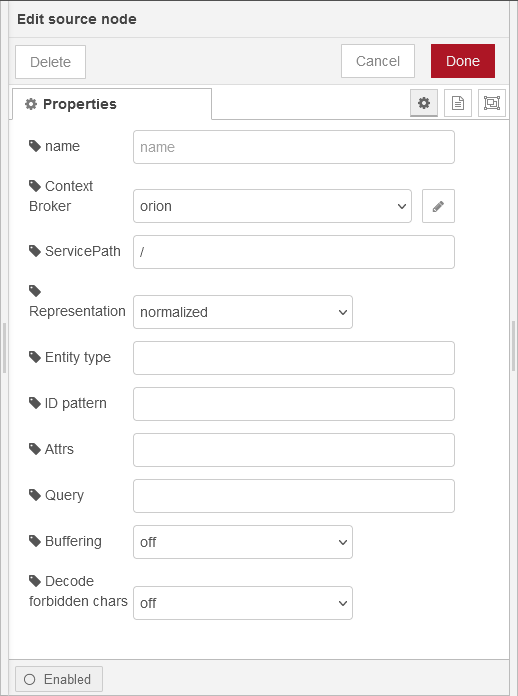 Edit source node
Delete
Cancel
Done
Properties
name
name
Context
Broker
orion
ServicePath
/
Representation
normalized
Entity type
ID pattern
Attrs
Query
Buffering
off
Decode
forbidden chars
off
Enabled